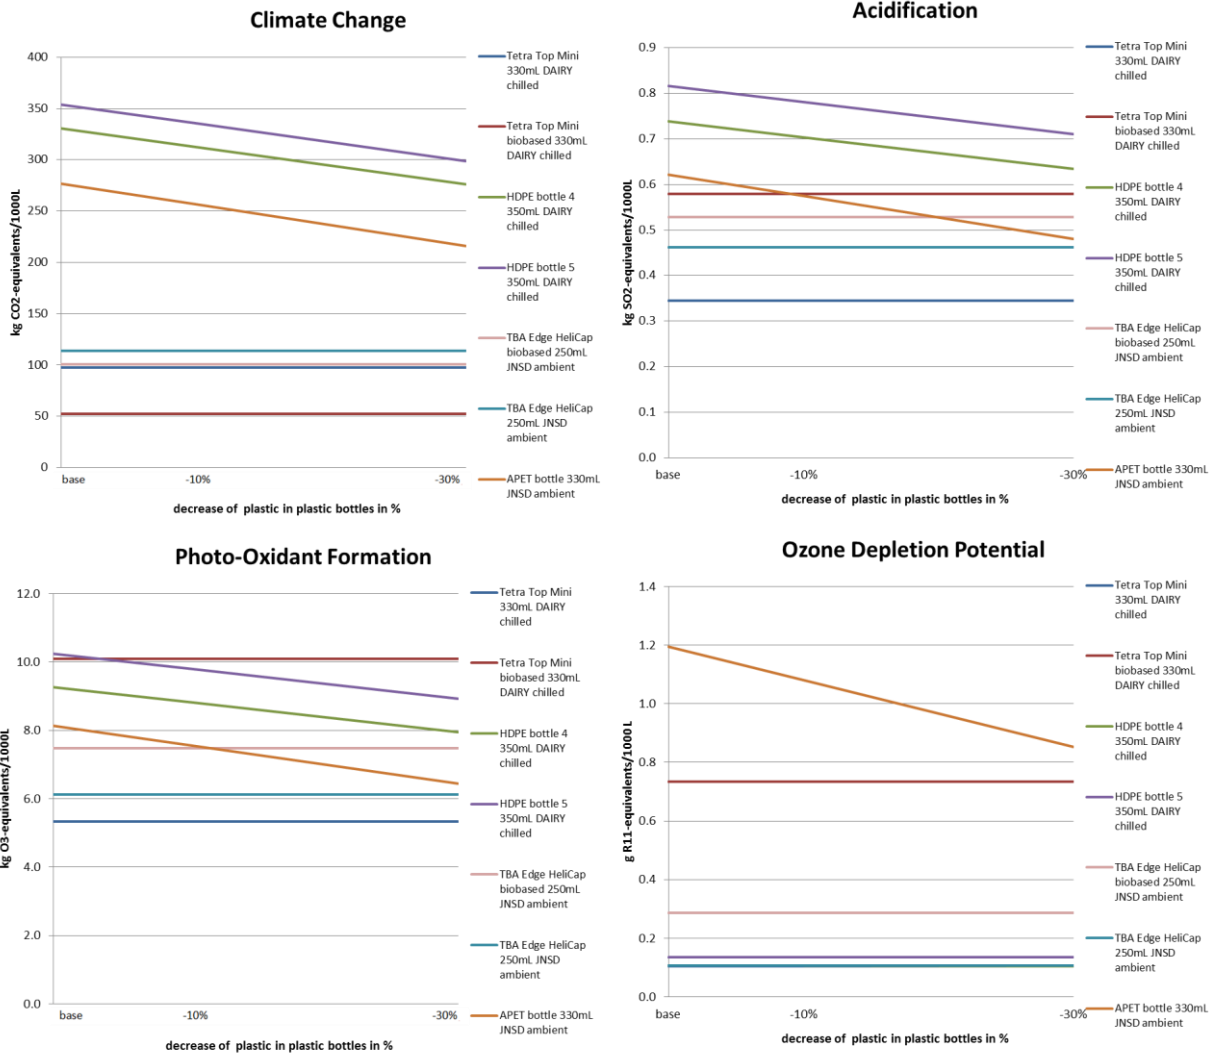 Climate Change
400
350
300
250
200
150
100
50
0
kg CO2-equivalents/1000L
base
-10%
-30%
decrease of plastic in plastic bottles in %
Tetra Top Mini
330mL DAIRY
chilled
Tetra Top Mini
biobased 330mL
DAIRY chilled
HDPE bottle 4
350mL DAIRY
chilled
HDPE bottle 5
350mL DAIRY
chilled
TBA Edge HeliCap
biobased 250mL
JNSD ambient
TBA Edge HeliCap
250mL JNSD
ambient
APET bottle 330mL
JNSD ambient
Acidification
0.9
0.8
0.7
0.6
0.5
0.4
0.3
0.2
0.1
0.0
kg SO2-equivalents/1000L
base
-10%
-30%
decrease of plastic in plastic bottles in %
Tetra Top Mini
330mL DAIRY
chilled
Tetra Top Mini
biobased 330mL
DAIRY chilled
HDPE bottle 4
350mL DAIRY
chilled
HDPE bottle 5
350mL DAIRY
chilled
TBA Edge HeliCap
biobased 250mL
JNSD ambient
TBA Edge HeliCap
250mL JNSD
ambient
APET bottle 330mL
JNSD ambient
Photo-Oxidant Formation
12.0
10.0
8.0
6.0
4.0
2.0
0.0
kg O3-equivalents/1000L
base
-10%
-30%
decrease of plastic in plastic bottles in %
Tetra Top Mini
330mL DAIRY
chilled
Tetra Top Mini
biobased 330mL
DAIRY chilled
HDPE bottle 4
350mL DAIRY
chilled
HDPE bottle 5
350mL DAIRY
chilled
TBA Edge HeliCap
biobased 250mL
JNSD ambient
TBA Edge HeliCap
250mL JNSD
ambient
APET bottle 330mL
JNSD ambient
Ozone Depletion Potential
1.4
1.2
1.0
0.8
0.6
0.4
0.2
0.0
g R11-equivalents/1000 L
base
-10%
-30%
decrease of plastic in plastic bottles in %
Tetra Top Mini
330mL DAIRY
chilled
Tetra Top Mini
biobased 330mL
DAIRY chilled
HDPE bottle 4
350mL DAIRY
chilled
HDPE bottle 5
350mL DAIRY
chilled
TBA Edge HeliCap
biobased 250mL
JNSD ambient
TBA Edge HeliCap
250mL JNSD
ambient
APET bottle 330mL
JNSD ambient